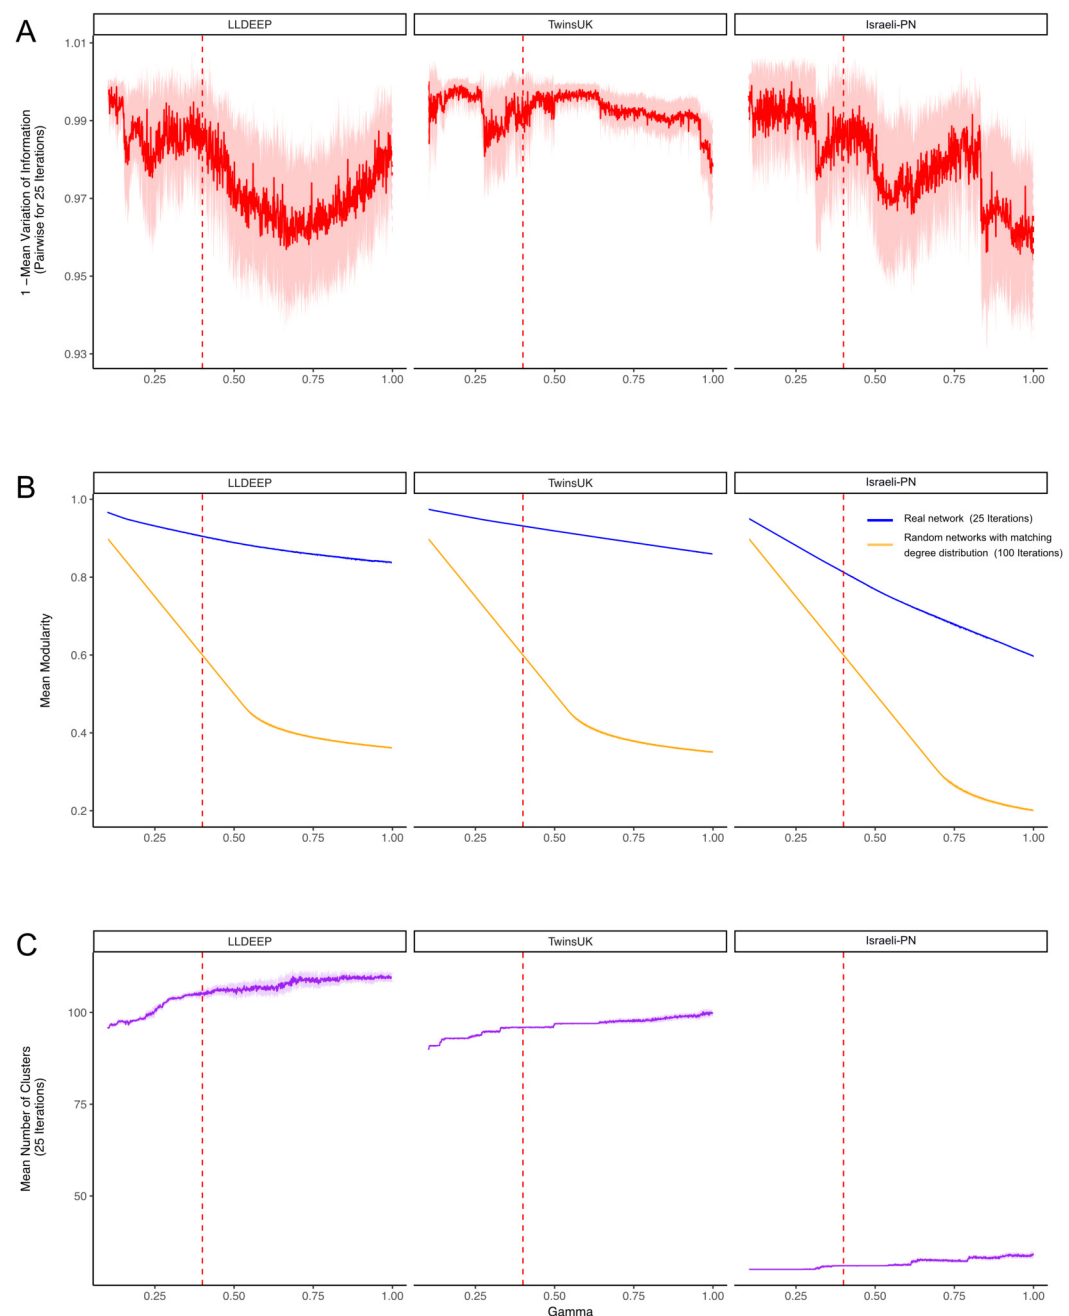 A
LLDEEP
TwinsUK
Israeli-PN
1 −Mean Variation of Information
(Pairwise for 25 Iterations)
1.01
0.99
0.97
0.95
0.93
0.25 0.50 0.75 1.00
0.25 0.50 0.75 1.00
0.25 0.50 0.75 1.00
B
LLDEEP
TwinsUK
Israeli-PN
Mean Modularity
1.0
0.8
0.6
0.4
0.2
Real network (25 Iterations)
Random networks with matching
degree distribution (100 Iterations)
0.25 0.50 0.75 1.00
0.25 0.50 0.75 1.00
0.25 0.50 0.75 1.00
C
LLDEEP
TwinsUK
Israeli-PN
Mean Number of Clusters
(25 Iterations)
100
75
50
0.25 0.50 0.75 1.00
0.25 0.50 0.75 1.00
0.25 0.50 0.75 1.00
Gamma